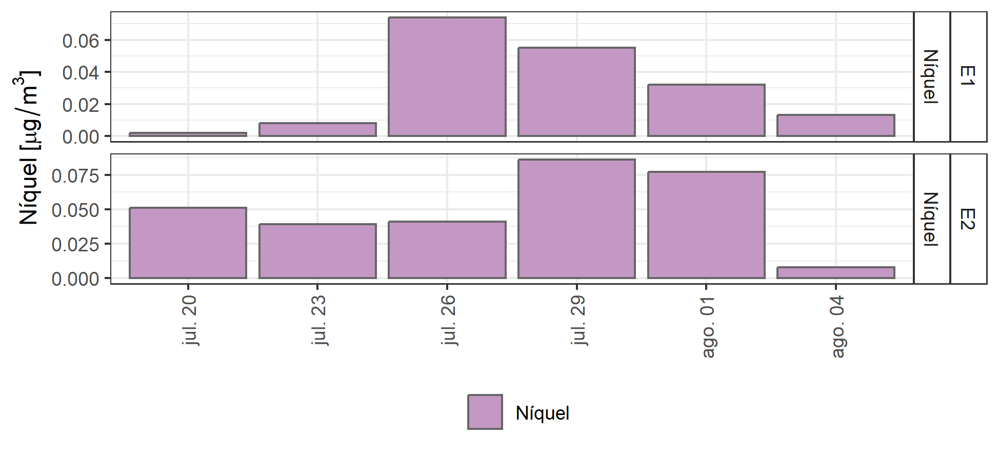 Níquel [μg/m³]
0.06
0.04
0.02
0.00
Níquel
E1
0.075
0.050
0.025
0.000
Níquel
E2
jul. 20
jul. 23
jul. 26
jul. 29
ago. 01
ago. 04
Níquel